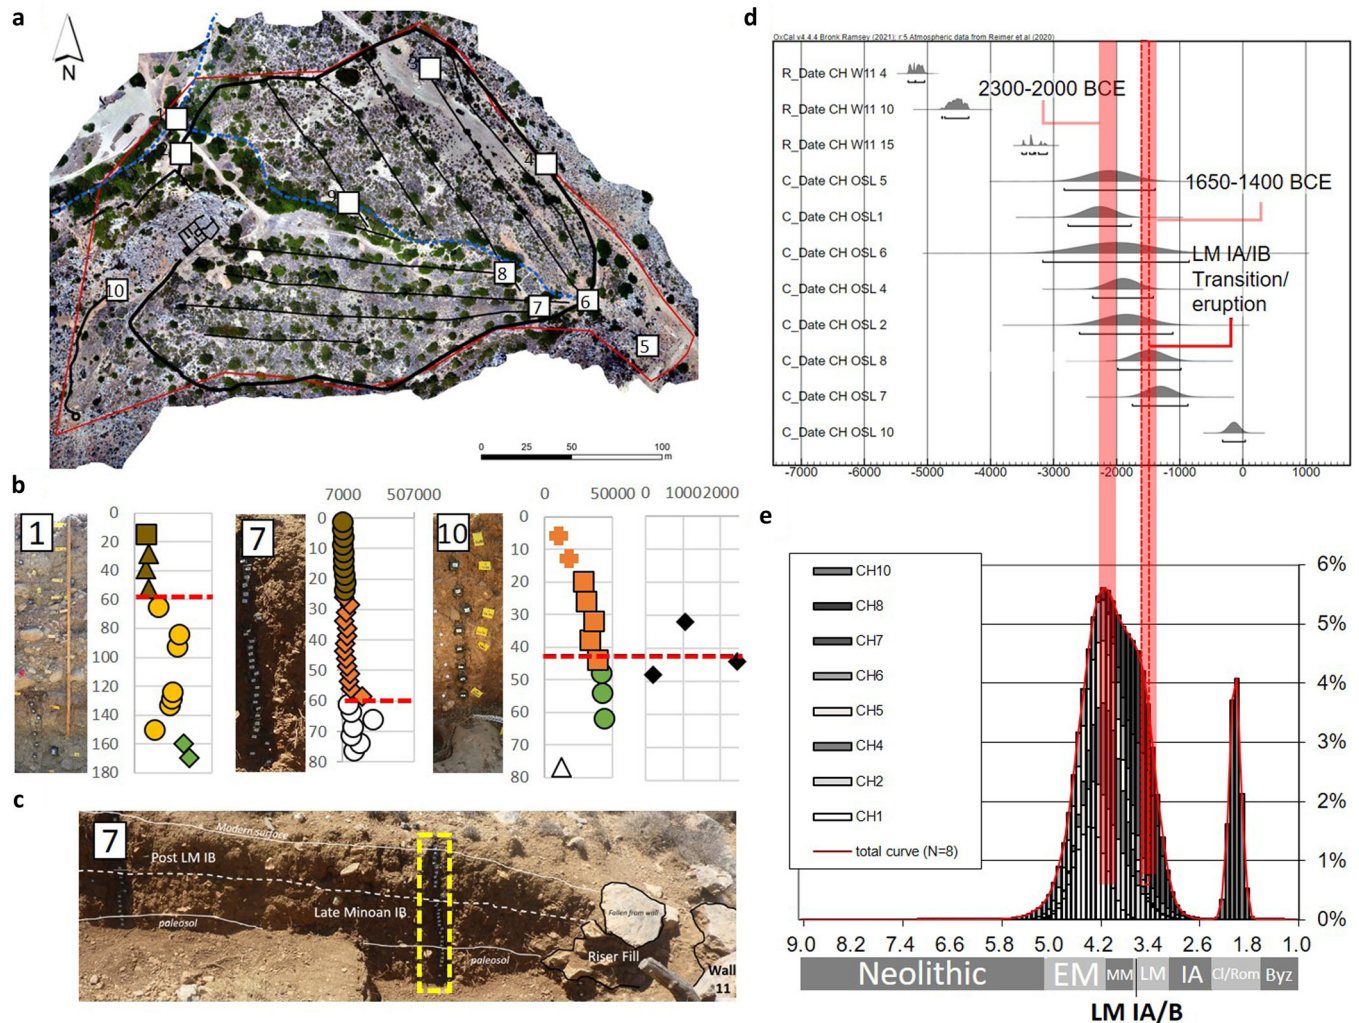 a
N
1
2
3
4
9
8
10
7
6
5
0 25 50 100
m
b
1
0
20
40
60
80
100
120
140
160
180
7
7000 507000
0
10
20
30
40
50
60
70
80
10
0 50000
0
10
20
30
40
50
60
70
80
0 1000 2000
c
7
Modern surface
Post LM IB
Late Minoan IB
paleosol
paleosol
Fallen from wall
Riser Fill
Wall
11
d
OxCal v4.4.4 Bronk Ramsey (2021); r:5 Atmospheric data from Reimer et al (2020)
R_Date CH W11 4
R_Date CH W11 10
R_Date CH W11 15
C_Date CH OSL 5
C_Date CH OSL1
C_Date CH OSL 6
C_Date CH OSL 4
C_Date CH OSL 2
C_Date CH OSL 8
C_Date CH OSL 7
C_Date CH OSL 10
2300-2000 BCE
1650-1400 BCE
LM IA/IB
Transition/
eruption
-7000 -6000 -5000 -4000 -3000 -2000 -1000 0 1000
e
CH10
CH8
CH7
CH6
CH5
CH4
CH2
CH1
total curve (N=8)
6%
5%
4%
3%
2%
1%
0%
9.0 8.2 7.4 6.6 5.8 5.0 4.2 3.4 2.6 1.8 1.0
Neolithic EM MM LM IA Cl/Rom Byz
LM IA/B